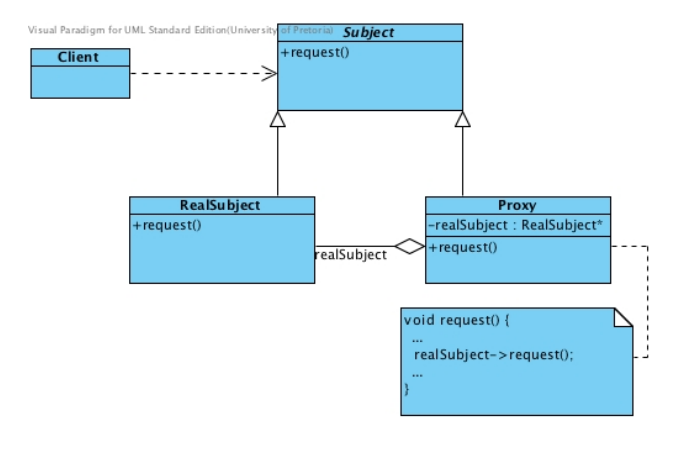 Visual Paradigm for UML Standard Edition(University of Pretoria)
Subject
+request()
Client
RealSubject
+request()
Proxy
-realSubject : RealSubject*
+request()
realSubject
void request() {
...
realSubject->request();
...
}